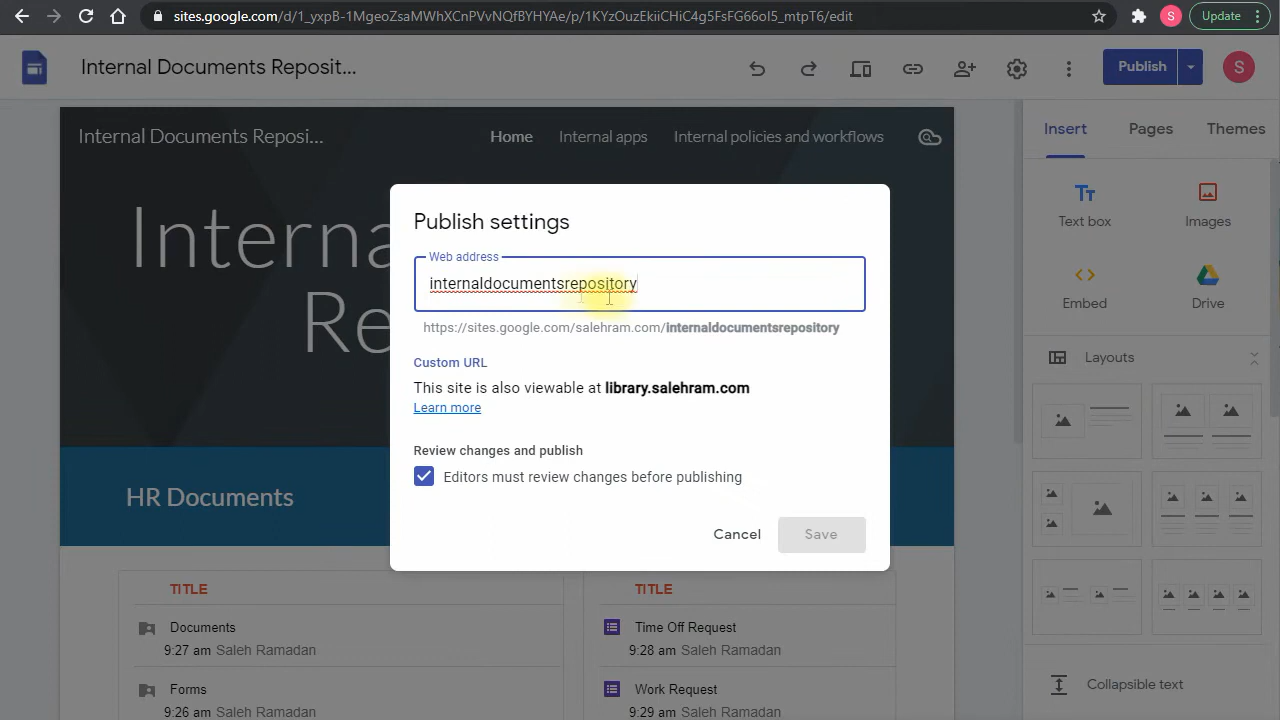 sites.google.com/d/1_yxpB-1MgeoZsaMWhXCnPVvNQfBYHYAe/p/1KYzOuzEkiiCHiC4g5FsFG66oI5_mtpT6/edit
S
Update
Internal Documents Reposit...
Publish
S
Internal Documents Reposi...
Home
Internal apps
Internal policies and workflows
Insert
Pages
Themes
Interna
Re
Publish settings
Web address
internaldocumentsrepository
https://sites.google.com/salehram.com/internaldocumentsrepository
Custom URL
This site is also viewable at library.salehram.com
Learn more
Review changes and publish
Editors must review changes before publishing
Cancel
Save
Tt
Text box
Images
Embed
Drive
Layouts
Collapsible text
HR Documents
TITLE
Documents
9:27 am Saleh Ramadan
Forms
9:26 am Saleh Ramadan
TITLE
Time Off Request
9:28 am Saleh Ramadan
Work Request
9:29 am Saleh Ramadan